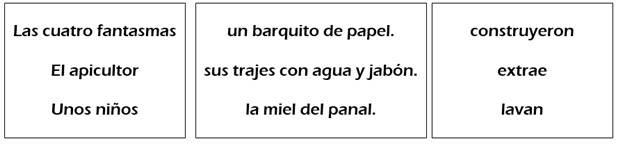 Las cuatro fantasmas
El apicultor
Unos niños
un barquito de papel.
sus trajes con agua y jabón.
la miel del panal.
construyeron
extrae
lavan